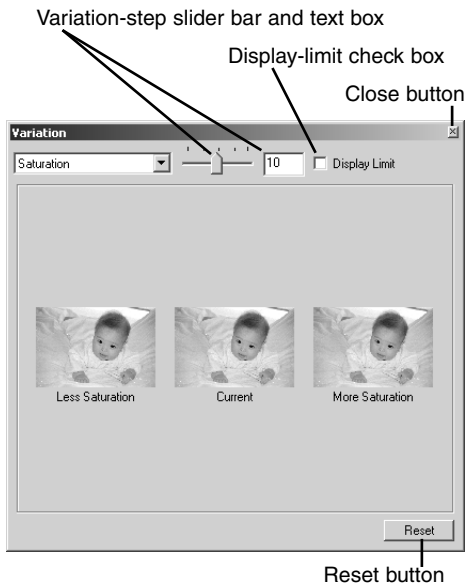 Variation-step slider bar and text box
Display-limit check box
Close button
Variation
Saturation
10
Display Limit
Less Saturation
Current
More Saturation
Reset
Reset button